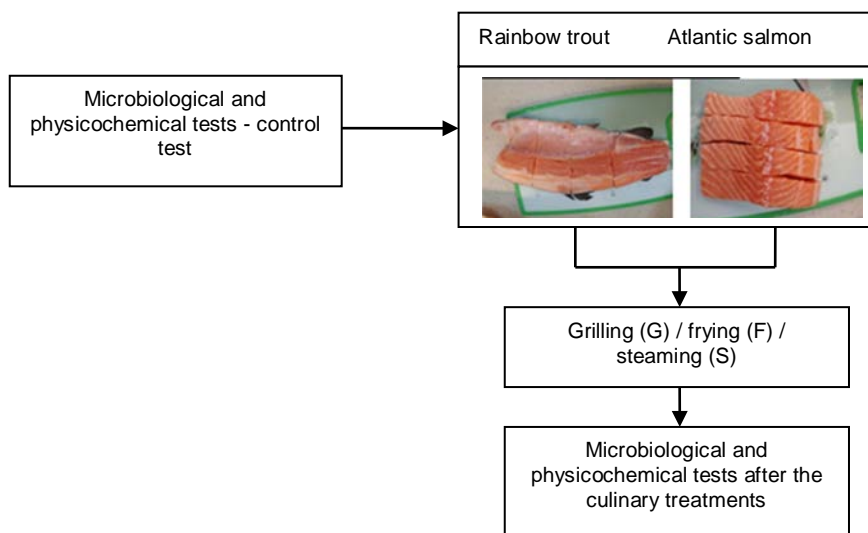 Rainbow trout Atlantic salmon
Microbiological and
physicochemical tests - control
test
Grilling (G) / frying (F) /
steaming (S)
Microbiological and
physicochemical tests after the
culinary treatments